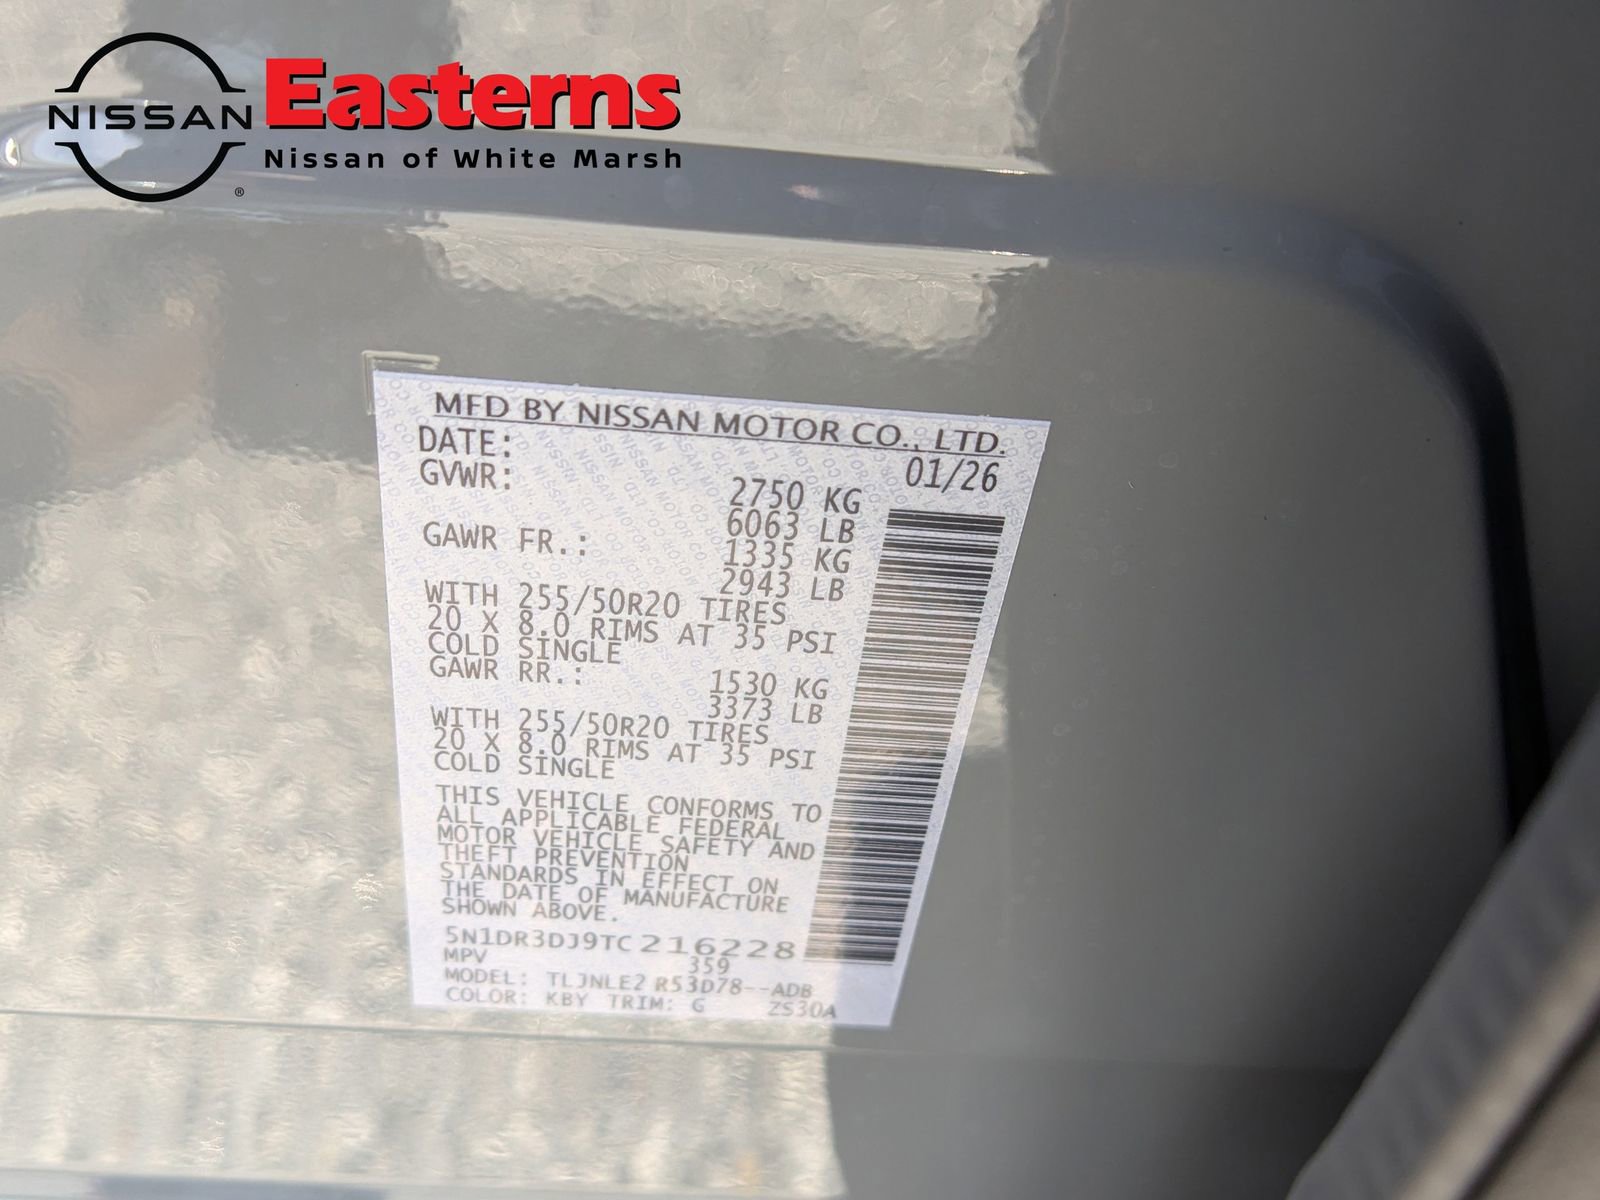 NISSAN
Easterns
Nissan of White Marsh
®
MFD BY NISSAN MOTOR CO., LTD.
DATE: 01/26
GVWR: 2750 KG
6063 LB
GAWR FR.: 1335 KG
2943 LB
WITH 255/50R20 TIRES
20 X 8.0 RIMS AT 35 PSI
COLD SINGLE
GAWR RR.: 1530 KG
3373 LB
WITH 255/50R20 TIRES
20 X 8.0 RIMS AT 35 PSI
COLD SINGLE
THIS VEHICLE CONFORMS TO
ALL APPLICABLE FEDERAL
MOTOR VEHICLE SAFETY AND
THEFT PREVENTION
STANDARDS IN EFFECT ON
THE DATE OF MANUFACTURE
SHOWN ABOVE.
5N1DR3DJ9TC216228
MPV 359
MODEL: TLJNLE2 R53D78--ADB
COLOR: KBY TRIM: G ZS30A